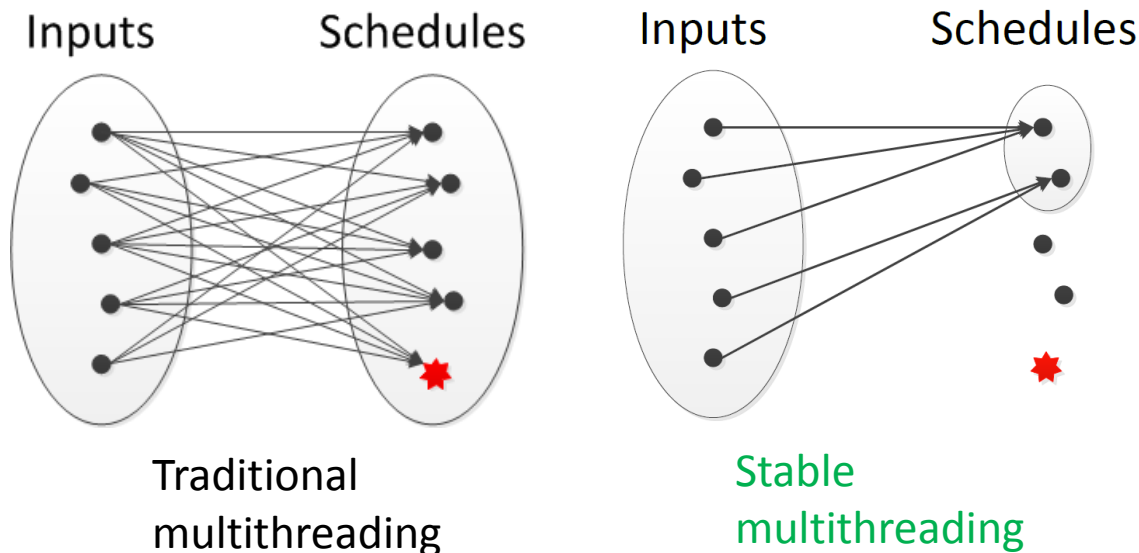 Inputs
Schedules
Inputs
Schedules
Traditional
multithreading
Stable
multithreading